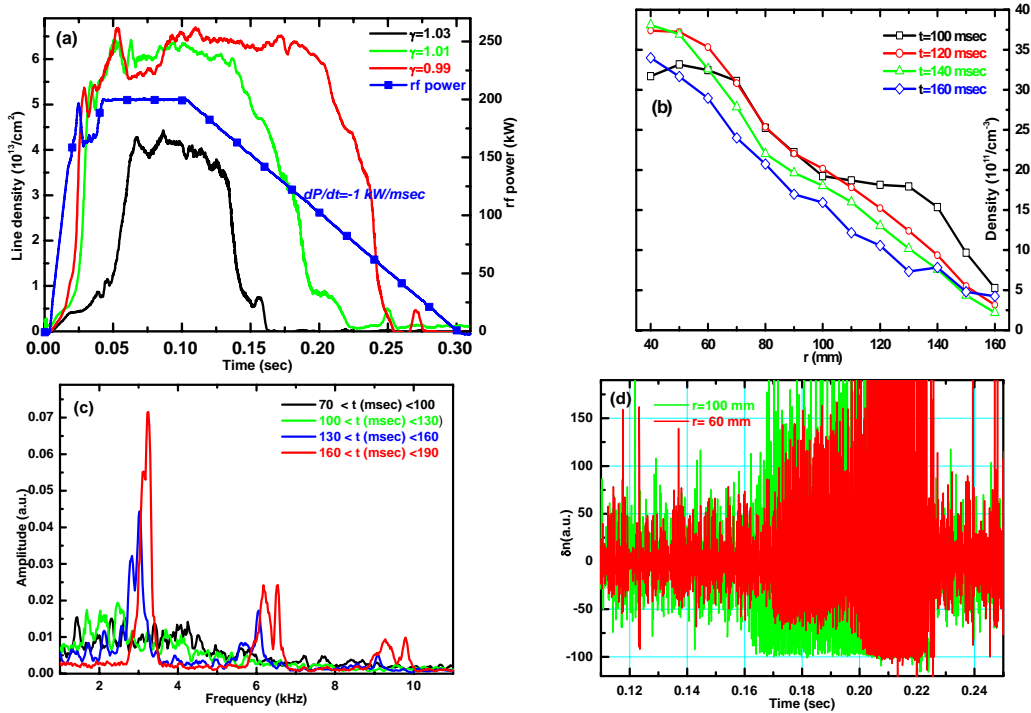 (a)
γ=1.03
γ=1.01
γ=0.99
rf power
dP/dt=-1 kW/msec
Line density (10¹³/cm²)
0 1 2 3 4 5 6
rf power (kW)
0 50 100 150 200 250
0.00 0.05 0.10 0.15 0.20 0.25 0.30
Time (sec)
(b)
t=100 msec
t=120 msec
t=140 msec
t=160 msec
Density (10¹¹/cm⁻³)
0 5 10 15 20 25 30 35 40
40 60 80 100 120 140 160
r (mm)
(c)
70 < t (msec) <100
100 < t (msec) <130)
130 < t (msec) <160
160 < t (msec) <190
Amplitude (a.u.)
0.00 0.01 0.02 0.03 0.04 0.05 0.06 0.07
2 4 6 8 10
Frequency (kHz)
(d)
r=100 mm
r= 60 mm
δn(a.u.)
-100 -50 0 50 100 150
0.12 0.14 0.16 0.18 0.20 0.22 0.24
Time (sec)